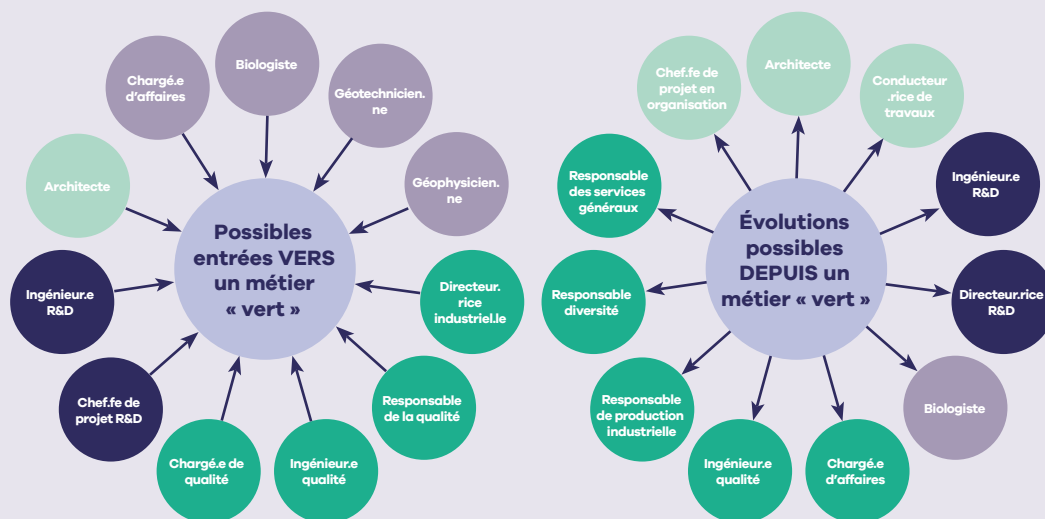 Chargé.e
d'affaires
Biologiste
Géotechnicien.
ne
Géophysicien.
ne
Architecte
Possibles
entrées VERS
un métier
« vert »
Ingénieur.e
R&D
Directeur.
rice
industriel.le
Chef.fe de
projet R&D
Responsable
de la qualité
Chargé.e de
qualité
Ingénieur.e
qualité
Chef.fe de
projet en
organisation
Architecte
Conducteur
.rice de
travaux
Responsable
des services
généraux
Ingénieur.e
R&D
Évolutions
possibles
DEPUIS un
métier « vert »
Responsable
diversité
Directeur.rice
R&D
Responsable
de production
industrielle
Biologiste
Ingénieur.e
qualité
Chargé.e
d'affaires